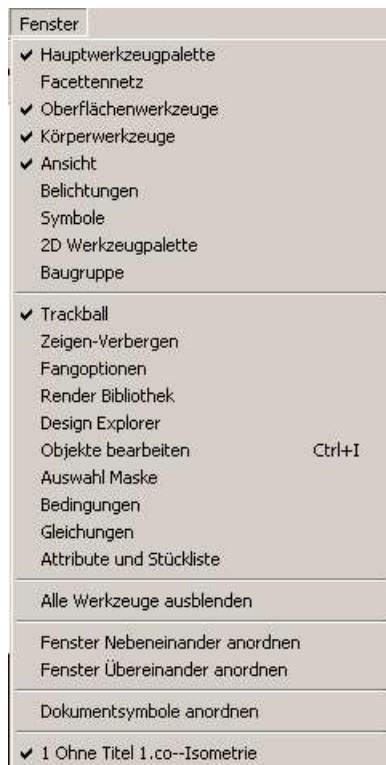 Fenster
Hauptwerkzeugpalette
Facettennetz
Oberflächenwerkzeuge
Körperwerkzeuge
Ansicht
Belichtungen
Symbole
2D Werkzeugpalette
Baugruppe
Trackball
Zeigen-Verbergen
Fangoptionen
Render Bibliothek
Design Explorer
Objekte bearbeiten Ctrl+I
Auswahl Maske
Bedingungen
Gleichungen
Attribute und Stückliste
Alle Werkzeuge ausblenden
Fenster Nebeneinander anordnen
Fenster Übereinander anordnen
Dokumentsymbole anordnen
1 Ohne Titel 1.co--Isometrie